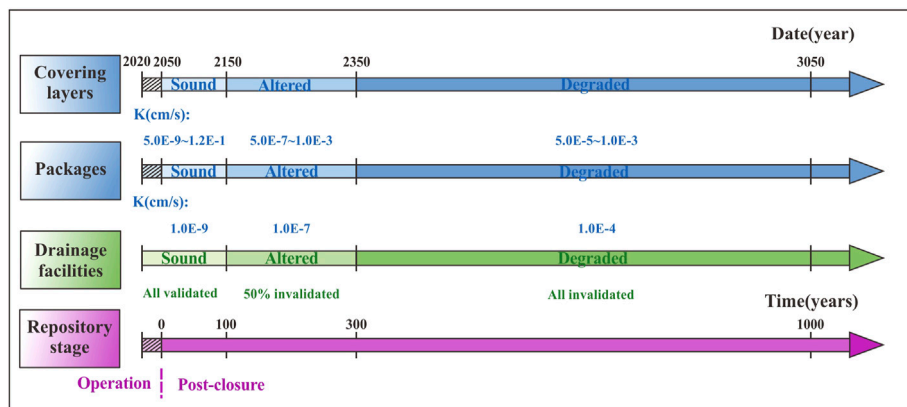 Date(year)
2020 2050 2150 2350 3050
Covering
layers
Sound Altered Degraded
K(cm/s):
5.0E-9~1.2E-1 5.0E-7~1.0E-3 5.0E-5~1.0E-3
Packages
Sound Altered Degraded
K(cm/s):
1.0E-9 1.0E-7 1.0E-4
Drainage
facilities
Sound Altered Degraded
All validated 50% invalidated All invalidated
Time(years)
Repository
stage
0 100 300 1000
Operation Post-closure